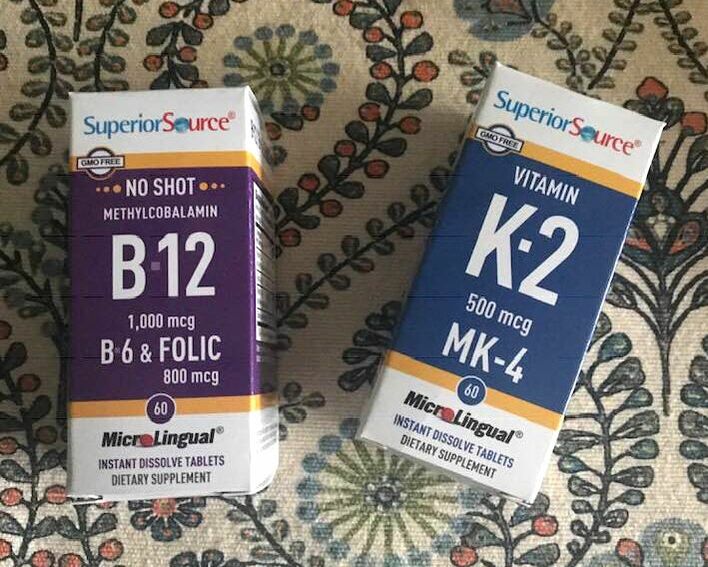 SuperiorSource®
GMO FREE
NO SHOT
METHYLCOBALAMIN
B-12
1,000 mcg
B-6 & FOLIC
800 mcg
60
MicroLingual®
INSTANT DISSOLVE TABLETS
DIETARY SUPPLEMENT
SuperiorSource®
GMO FREE
VITAMIN
K-2
500 mcg
MK-4
60
MicroLingual®
INSTANT DISSOLVE TABLETS
DIETARY SUPPLEMENT